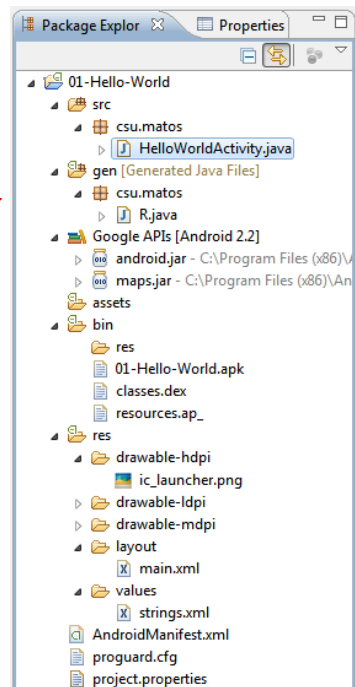 Package Explor Properties
01-Hello-World
src
csu.matos
HelloWorldActivity.java
gen [Generated Java Files]
csu.matos
R.java
Google APIs [Android 2.2]
android.jar - C:\Program Files (x86)\
maps.jar - C:\Program Files (x86)\An
assets
bin
res
01-Hello-World.apk
classes.dex
resources.ap_
res
drawable-hdpi
ic_launcher.png
drawable-ldpi
drawable-mdpi
layout
main.xml
values
strings.xml
AndroidManifest.xml
proguard.cfg
project.properties